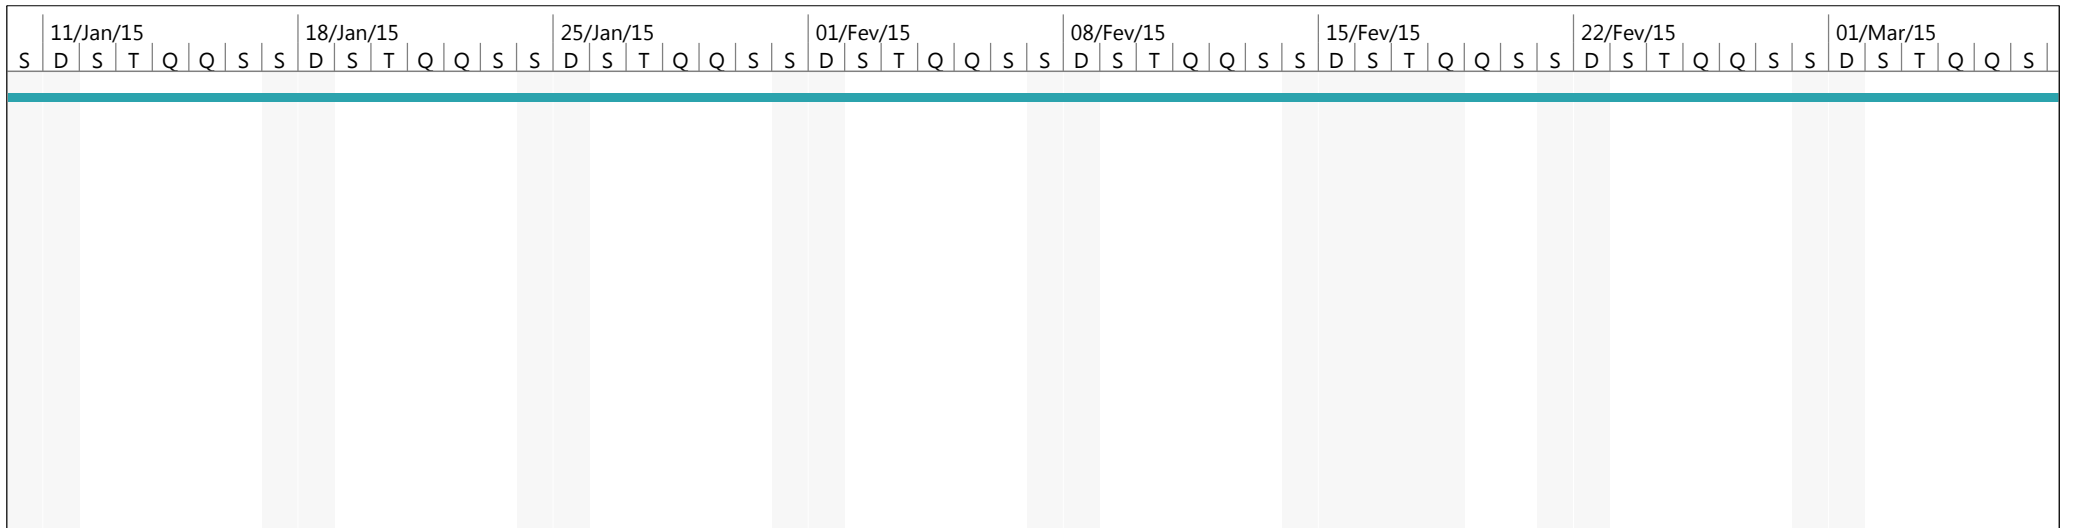 11/Jan/15 18/Jan/15 25/Jan/15 01/Fev/15 08/Fev/15 15/Fev/15 22/Fev/15 01/Mar/15
S D S T Q Q S S D S T Q Q S S D S T Q Q S S D S T Q Q S S D S T Q Q S S D S T Q Q S S D S T Q Q S S D S T Q Q S